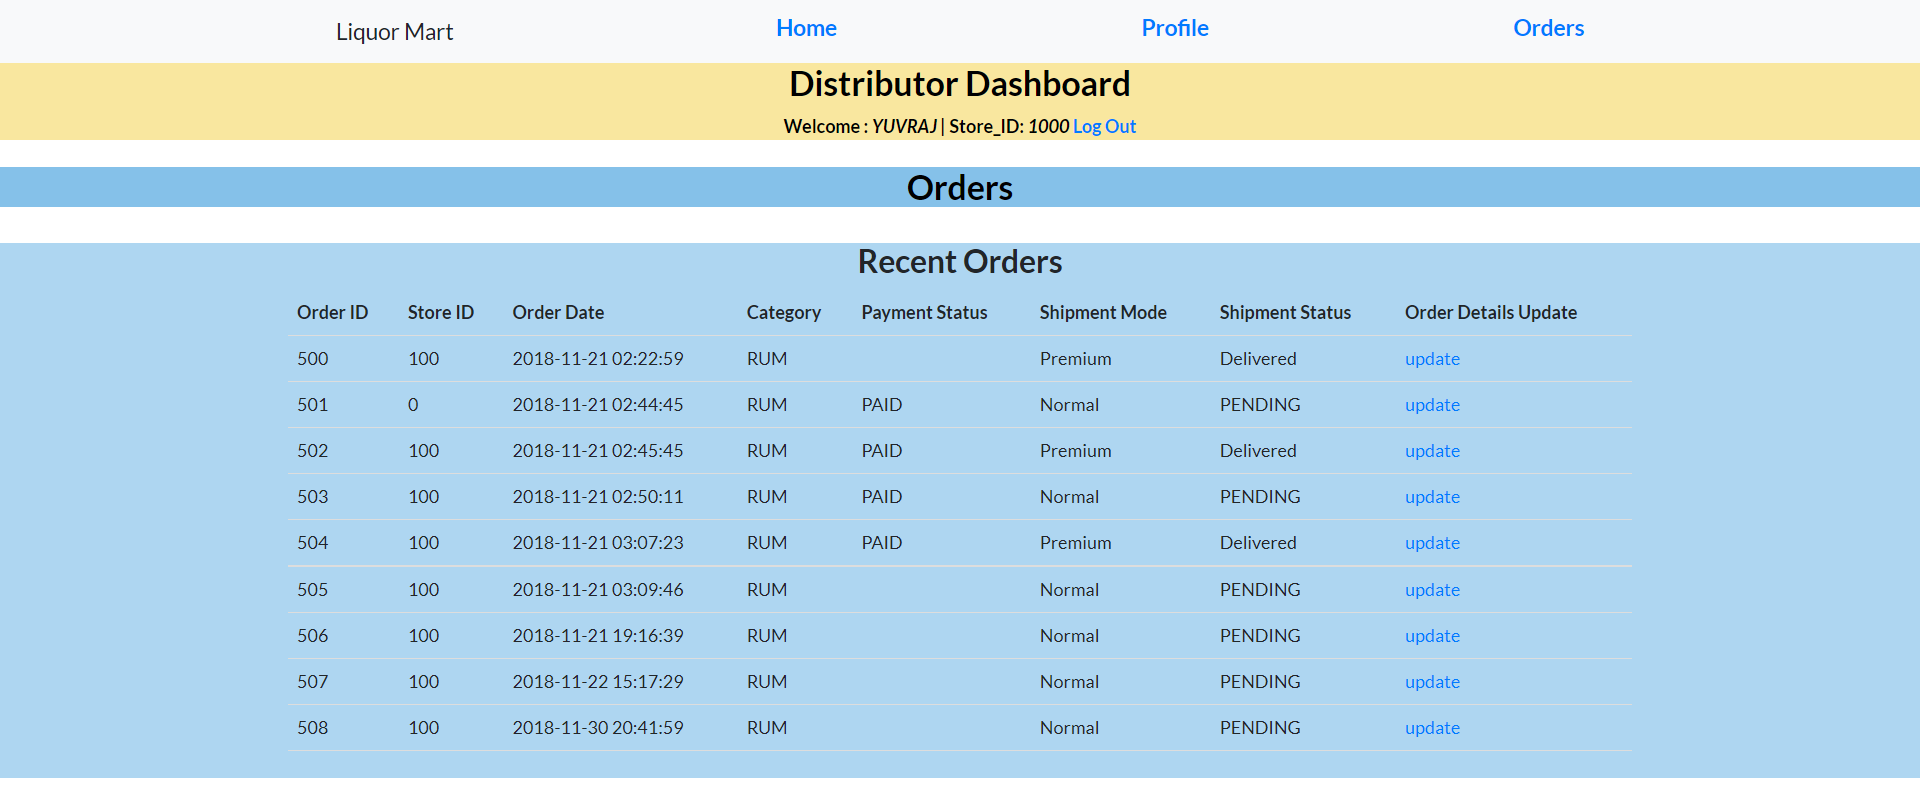 Liquor Mart Home Profile Orders
Distributor Dashboard
Welcome : YUVRAJ | Store_ID: 1000 Log Out
Orders
Recent Orders
Order ID Store ID Order Date Category Payment Status Shipment Mode Shipment Status Order Details Update
500 100 2018-11-21 02:22:59 RUM Premium Delivered update
501 0 2018-11-21 02:44:45 RUM PAID Normal PENDING update
502 100 2018-11-21 02:45:45 RUM PAID Premium Delivered update
503 100 2018-11-21 02:50:11 RUM PAID Normal PENDING update
504 100 2018-11-21 03:07:23 RUM PAID Premium Delivered update
505 100 2018-11-21 03:09:46 RUM Normal PENDING update
506 100 2018-11-21 19:16:39 RUM Normal PENDING update
507 100 2018-11-22 15:17:29 RUM Normal PENDING update
508 100 2018-11-30 20:41:59 RUM Normal PENDING update